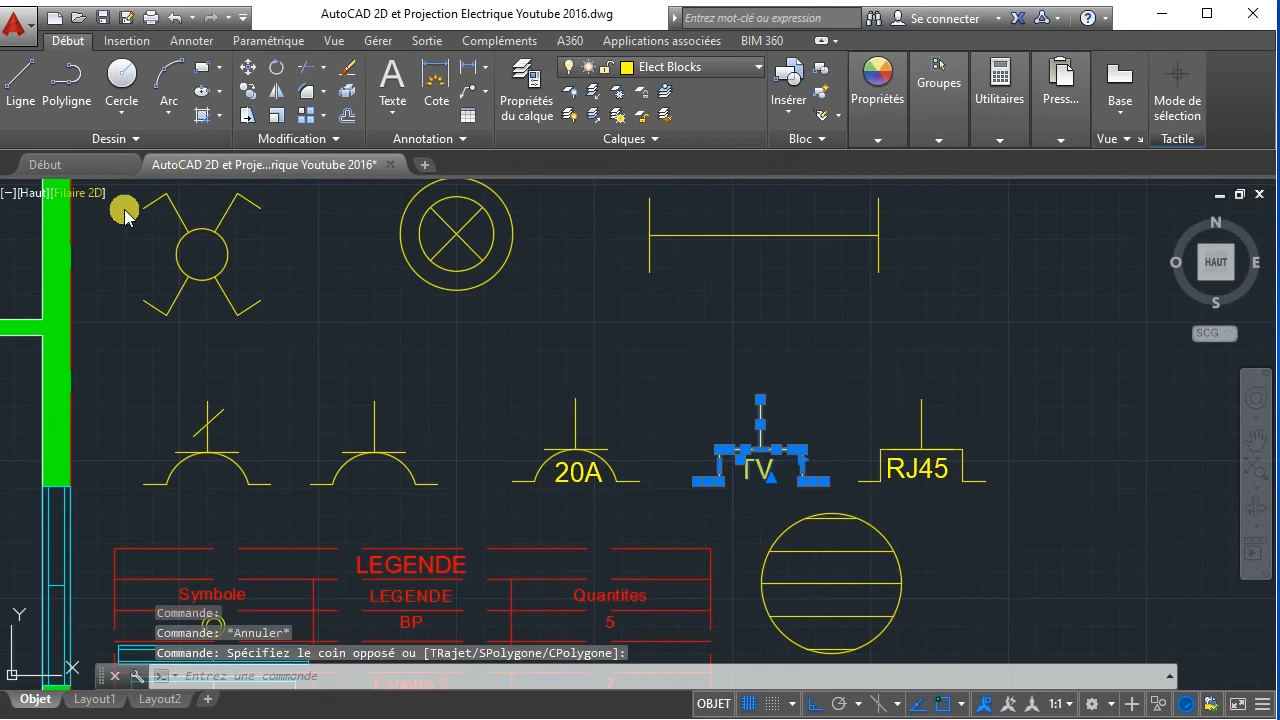 AutoCAD 2D et Projection Electrique Youtube 2016.dwg
Entrez mot-clé ou expression
Se connecter
Début Insertion Annoter Paramétrique Vue Gérer Sortie Compléments A360 Applications associées BIM 360
Elect Blocks
Ligne Polyligne Cercle Arc Texte Cote Propriétés du calque Insérer Propriétés Groupes Utilitaires Press... Base Mode de sélection
Dessin Modification Annotation Calques Bloc Vue Tactile
Début AutoCAD 2D et Proje...rique Youtube 2016*
[−][Haut][Filaire 2D]
N
O HAUT E
S
SCG
20A TV RJ45
LEGENDE
Symbole LEGENDE Quantites
BP 5
Commande:
Commande: *Annuler*
Commande: Spécifiez le coin opposé ou [TRajet/SPolygone/CPolygone]:
Y
X
Entrez une commande
7
Objet Layout1 Layout2
OBJET 1:1